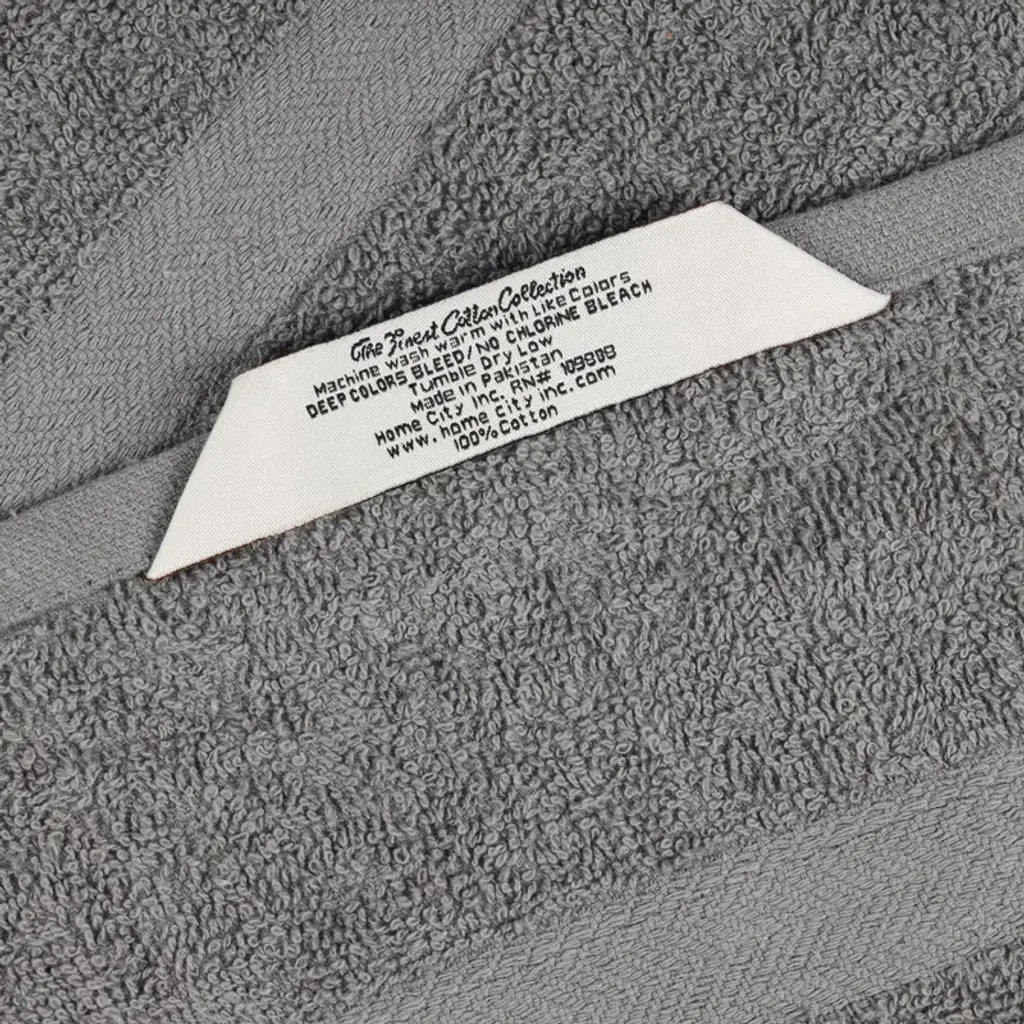 The Finest Cotton Collection
Machine wash warm with Like Colors
DEEP COLORS BLEED/NO CHLORINE BLEACH
Tumble Dry Low
Made in Pakistan
Home City Inc. RN# 109808
www.home City inc.com
100% Cotton